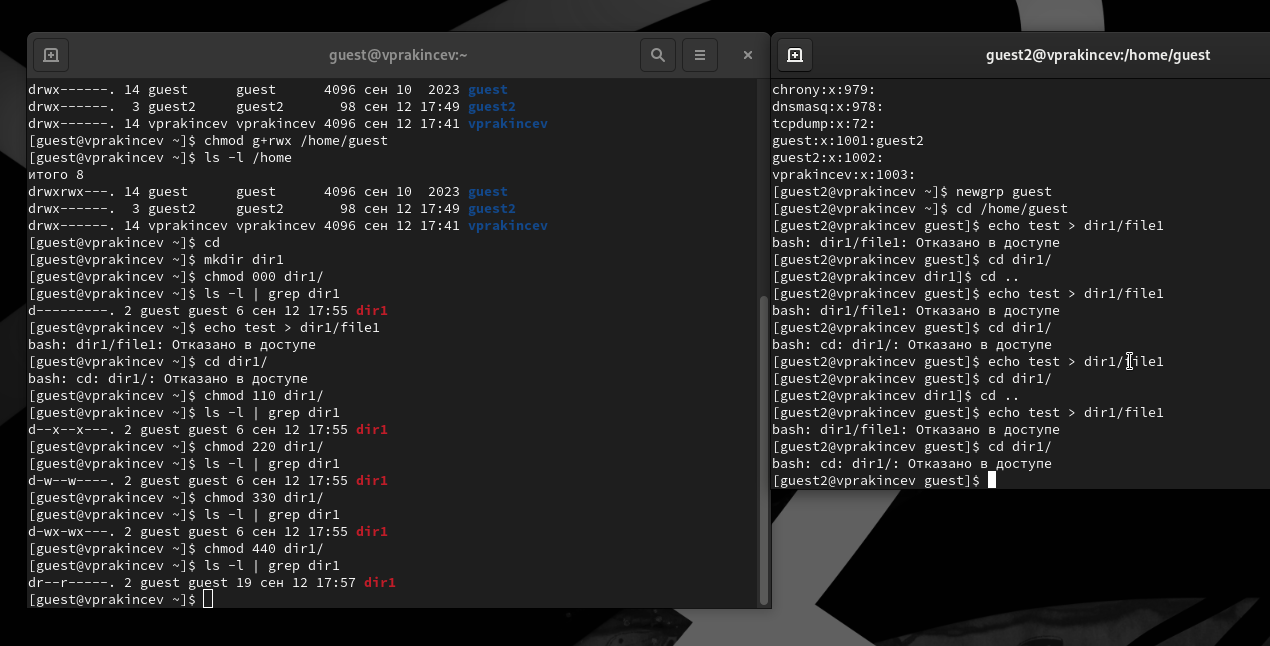 guest@vprakincev:~
drwx------. 14 guest      guest      4096 сен 10  2023 guest
drwx------.  3 guest2     guest2       98 сен 12 17:49 guest2
drwx------. 14 vprakincev vprakincev 4096 сен 12 17:41 vprakincev
[guest@vprakincev ~]$ chmod g+rwx /home/guest
[guest@vprakincev ~]$ ls -l /home
итого 8
drwxrwx---. 14 guest      guest      4096 сен 10  2023 guest
drwx------.  3 guest2     guest2       98 сен 12 17:49 guest2
drwx------. 14 vprakincev vprakincev 4096 сен 12 17:41 vprakincev
[guest@vprakincev ~]$ cd
[guest@vprakincev ~]$ mkdir dir1
[guest@vprakincev ~]$ chmod 000 dir1/
[guest@vprakincev ~]$ ls -l | grep dir1
d---------. 2 guest guest 6 сен 12 17:55 dir1
[guest@vprakincev ~]$ echo test > dir1/file1
bash: dir1/file1: Отказано в доступе
[guest@vprakincev ~]$ cd dir1/
bash: cd: dir1/: Отказано в доступе
[guest@vprakincev ~]$ chmod 110 dir1/
[guest@vprakincev ~]$ ls -l | grep dir1
d--x--x---. 2 guest guest 6 сен 12 17:55 dir1
[guest@vprakincev ~]$ chmod 220 dir1/
[guest@vprakincev ~]$ ls -l | grep dir1
d-w--w----. 2 guest guest 6 сен 12 17:55 dir1
[guest@vprakincev ~]$ chmod 330 dir1/
[guest@vprakincev ~]$ ls -l | grep dir1
d-wx-wx---. 2 guest guest 6 сен 12 17:55 dir1
[guest@vprakincev ~]$ chmod 440 dir1/
[guest@vprakincev ~]$ ls -l | grep dir1
dr--r-----. 2 guest guest 19 сен 12 17:57 dir1
[guest@vprakincev ~]$
guest2@vprakincev:/home/guest
chrony:x:979:
dnsmasq:x:978:
tcpdump:x:72:
guest:x:1001:guest2
guest2:x:1002:
vprakincev:x:1003:
[guest2@vprakincev ~]$ newgrp guest
[guest2@vprakincev ~]$ cd /home/guest
[guest2@vprakincev guest]$ echo test > dir1/file1
bash: dir1/file1: Отказано в доступе
[guest2@vprakincev guest]$ cd dir1/
[guest2@vprakincev dir1]$ cd ..
[guest2@vprakincev guest]$ echo test > dir1/file1
bash: dir1/file1: Отказано в доступе
[guest2@vprakincev guest]$ cd dir1/
bash: cd: dir1/: Отказано в доступе
[guest2@vprakincev guest]$ echo test > dir1/file1
[guest2@vprakincev guest]$ cd dir1/
[guest2@vprakincev dir1]$ cd ..
[guest2@vprakincev guest]$ echo test > dir1/file1
bash: dir1/file1: Отказано в доступе
[guest2@vprakincev guest]$ cd dir1/
bash: cd: dir1/: Отказано в доступе
[guest2@vprakincev guest]$